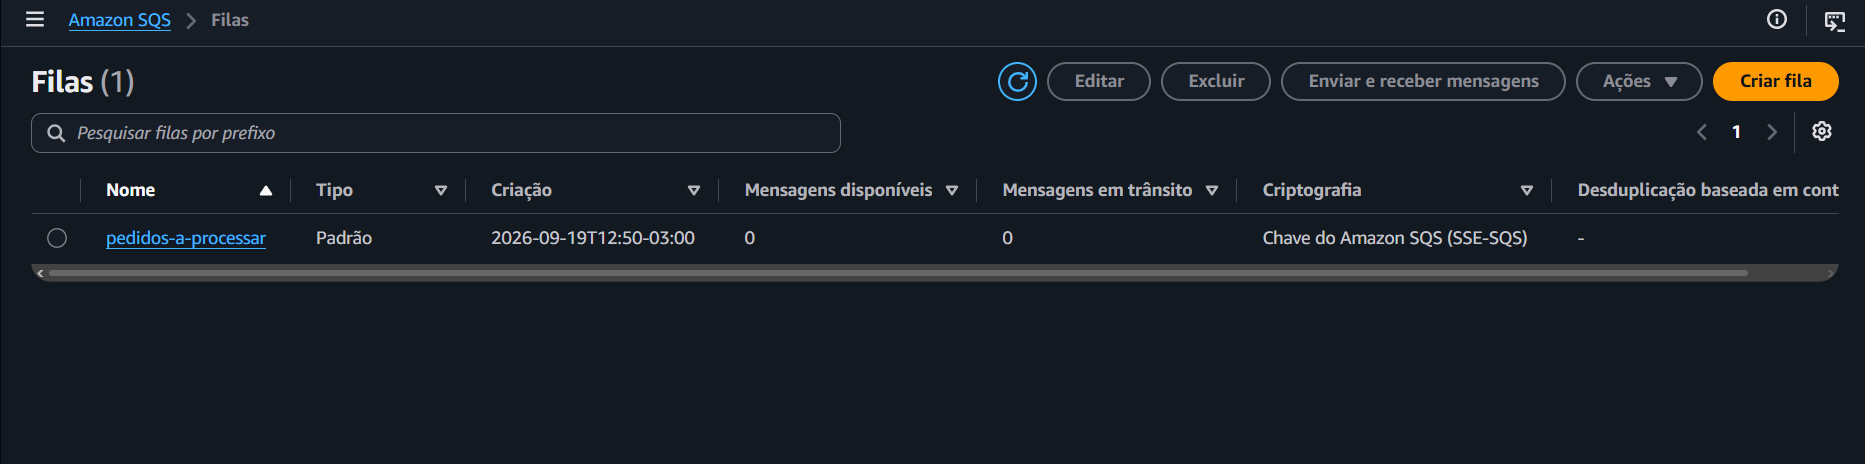 Amazon SQS > Filas
Filas (1)
Editar
Excluir
Enviar e receber mensagens
Ações
Criar fila
Pesquisar filas por prefixo
1
Nome Tipo Criação Mensagens disponíveis Mensagens em trânsito Criptografia Desduplicação baseada em cont
pedidos-a-processar Padrão 2026-09-19T12:50-03:00 0 0 Chave do Amazon SQS (SSE-SQS) -